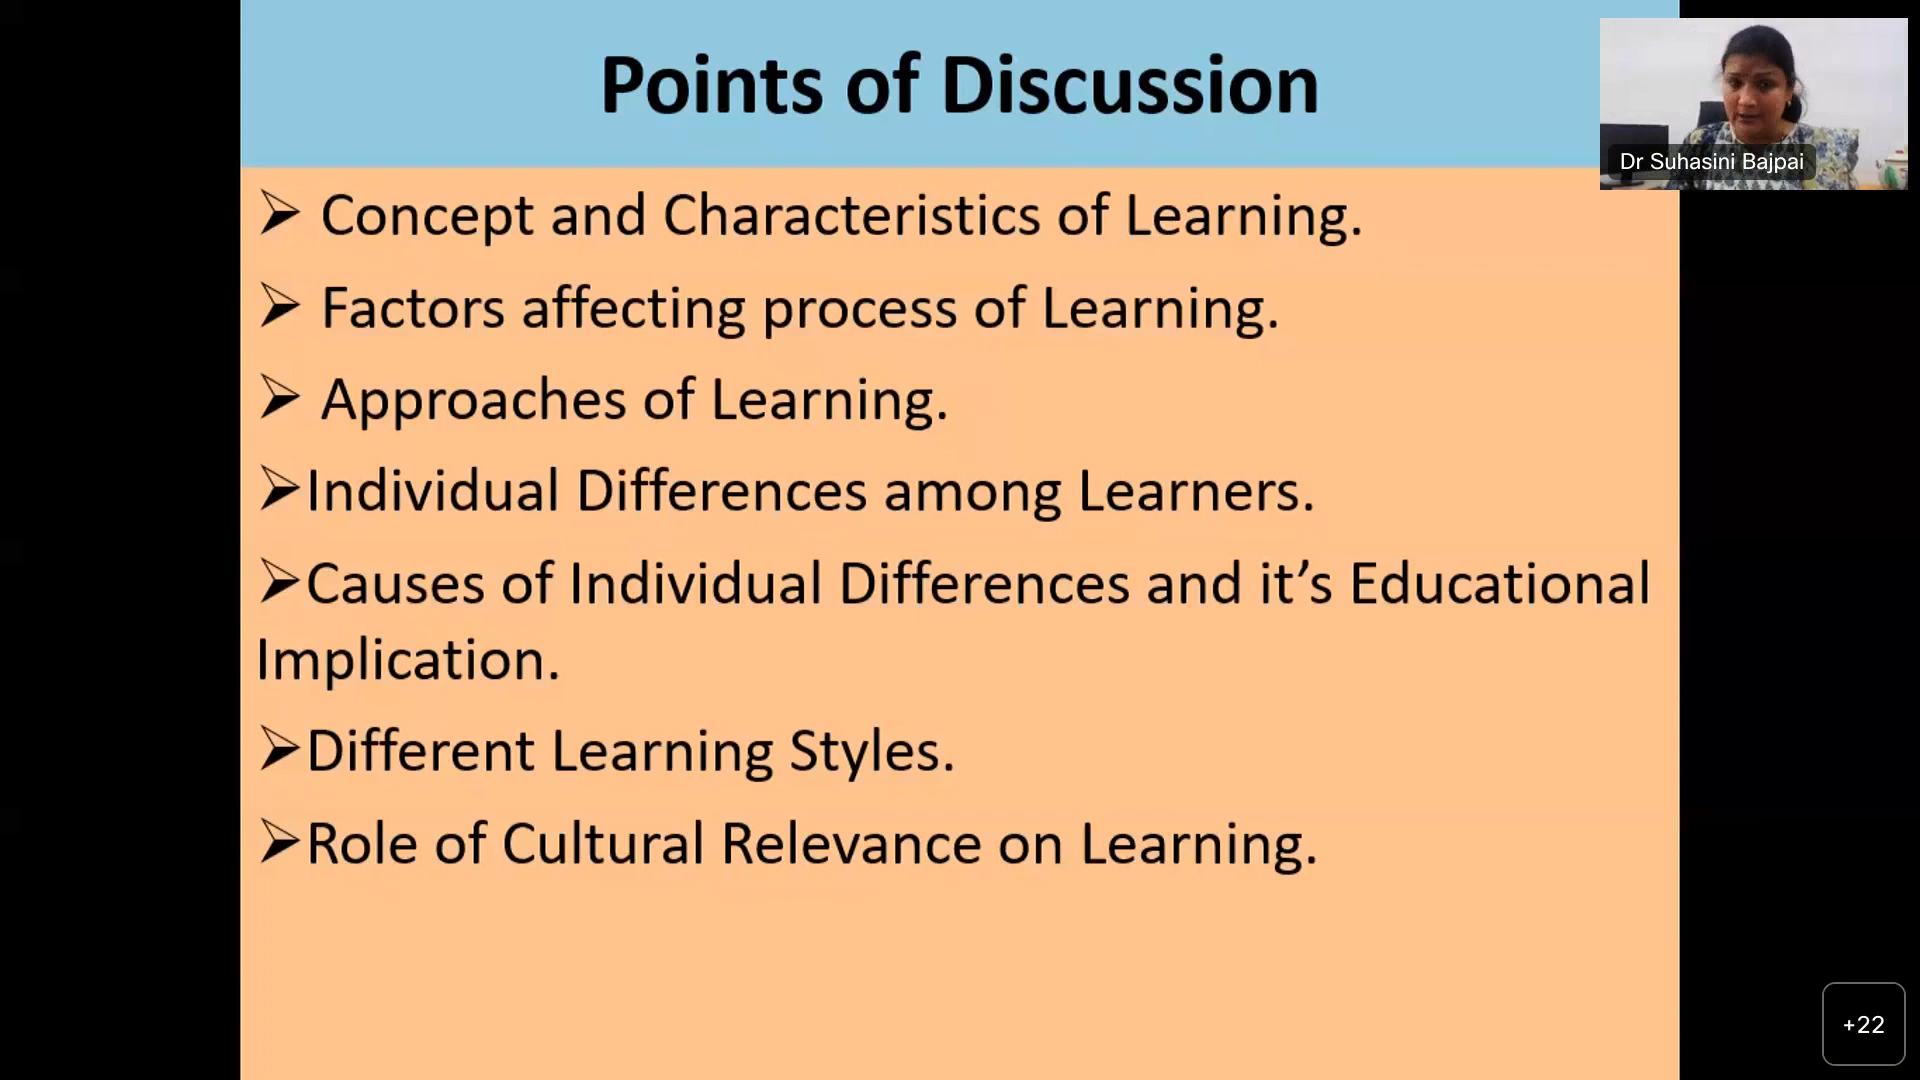 Points of Discussion
Dr Suhasini Bajpai
➢ Concept and Characteristics of Learning.
➢ Factors affecting process of Learning.
➢ Approaches of Learning.
➢Individual Differences among Learners.
➢Causes of Individual Differences and it’s Educational
Implication.
➢Different Learning Styles.
➢Role of Cultural Relevance on Learning.
+22